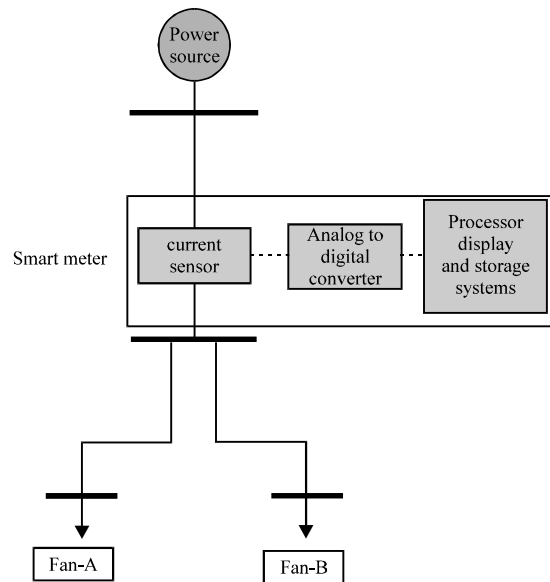 Power
source
Smart meter
current
sensor
Analog to
digital
converter
Processor
display
and storage
systems
Fan-A
Fan-B